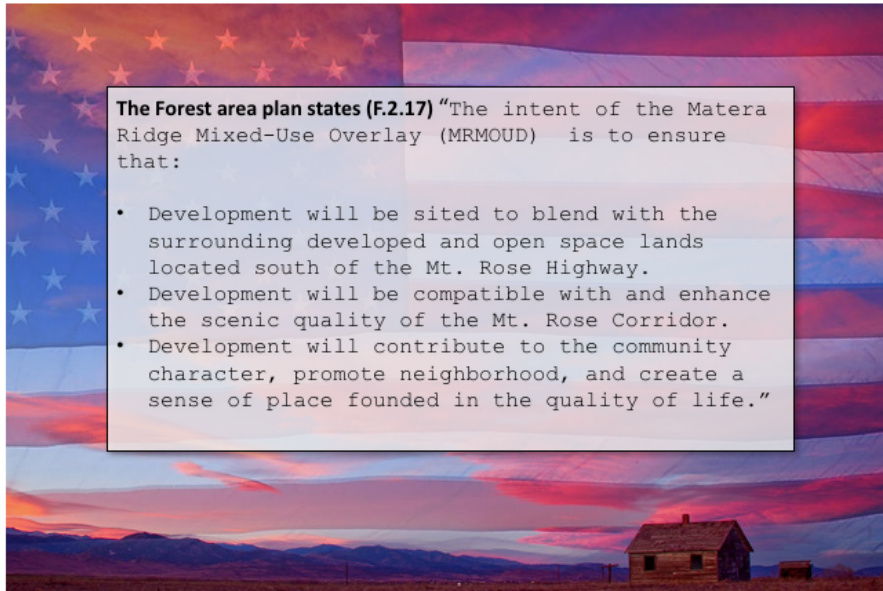 The Forest area plan states (F.2.17) “The intent of the Matera
Ridge Mixed-Use Overlay (MRMOUD) is to ensure
that:
• Development will be sited to blend with the
surrounding developed and open space lands
located south of the Mt. Rose Highway.
• Development will be compatible with and enhance
the scenic quality of the Mt. Rose Corridor.
• Development will contribute to the community
character, promote neighborhood, and create a
sense of place founded in the quality of life.”